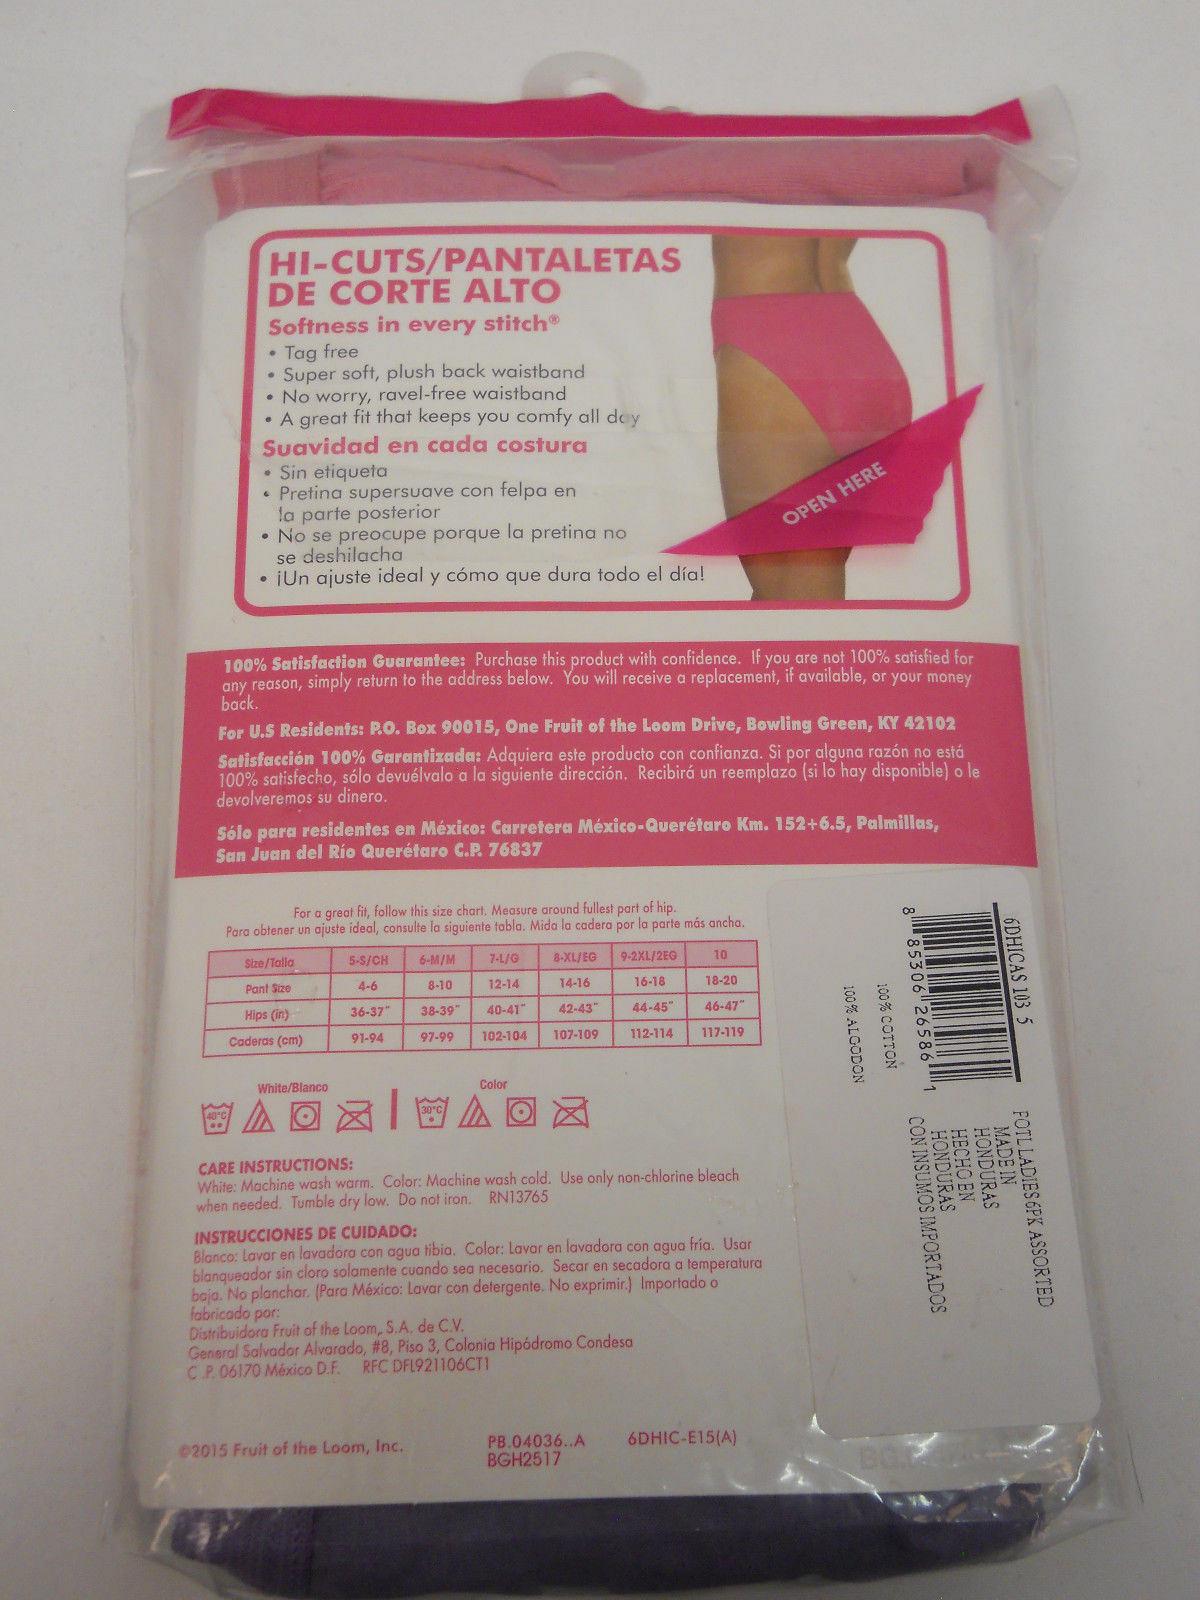 HI-CUTS/PANTALETAS
DE CORTE ALTO
Softness in every stitch®
• Tag free
• Super soft, plush back waistband
• No worry, ravel-free waistband
• A great fit that keeps you comfy all day
Suavidad en cada costura
• Sin etiqueta
• Pretina supersuave con felpa en
la parte posterior
• No se preocupe porque la pretina no
se deshilacha
• ¡Un ajuste ideal y cómo que dura todo el día!
OPEN HERE
100% Satisfaction Guarantee: Purchase this product with confidence. If you are not 100% satisfied for
any reason, simply return to the address below. You will receive a replacement, if available, or your money
back.
For U.S Residents: P.O. Box 90015, One Fruit of the Loom Drive, Bowling Green, KY 42102
Satisfacción 100% Garantizada: Adquiera este producto con confianza. Si por alguna razón no está
100% satisfecho, sólo devuélvalo a la siguiente dirección. Recibirá un reemplazo (si lo hay disponible) o le
devolveremos su dinero.
Sólo para residentes en México: Carretera México-Querétaro Km. 152+6.5, Palmillas,
San Juan del Río Querétaro C.P. 76837
For a great fit, follow this size chart. Measure around fullest part of hip.
Para obtener un ajuste ideal, consulte la siguiente tabla. Mida la cadera por la parte más ancha.
Size/Talla 5-S/CH 6-M/M 7-L/G 8-XL/EG 9-2XL/2EG 10
Pant Size 4-6 8-10 12-14 14-16 16-18 18-20
Hips (in) 36-37" 38-39" 40-41" 42-43" 44-45" 46-47"
Caderas (cm) 91-94 97-99 102-104 107-109 112-114 117-119
White/Blanco Color
40°C 30°C
CARE INSTRUCTIONS:
White: Machine wash warm. Color: Machine wash cold. Use only non-chlorine bleach
when needed. Tumble dry low. Do not iron. RN13765
INSTRUCCIONES DE CUIDADO:
Blanco: Lavar en lavadora con agua tibia. Color: Lavar en lavadora con agua fría. Usar
blanqueador sin cloro solamente cuando sea necesario. Secar en secadora a temperatura
baja. No planchar. (Para México: Lavar con detergente. No exprimir.) Importado o
fabricado por:
Distribuidora Fruit of the Loom, S.A. de C.V.
General Salvador Alvarado, #8, Piso 3, Colonia Hipódromo Condesa
C .P. 06170 México D.F. RFC DFL921106CT1
©2015 Fruit of the Loom, Inc.
PB.04036..A 6DHIC-E15(A)
BGH2517
6DHICAS 103 5
8 85306 26586 1
100% COTTON
100% ALGODON
FOTL LADIES 6PK ASSORTED
MADE IN
HONDURAS
HECHO EN
HONDURAS
CON INSUMOS IMPORTADOS